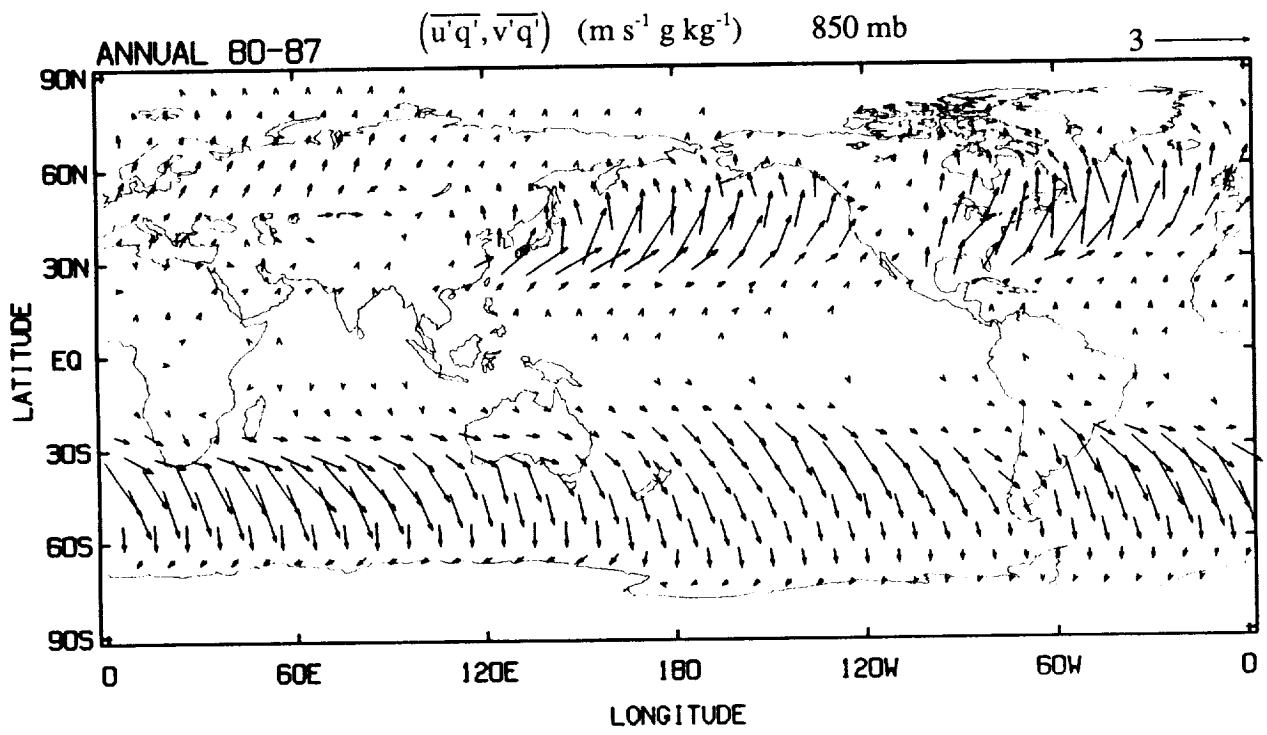 (u'q', v'q') (m s⁻¹ g kg⁻¹) 850 mb
ANNUAL 80-87 3
90N
60N
30N
EQ
30S
60S
90S
LATITUDE
0 60E 120E 180 120W 60W 0
LONGITUDE